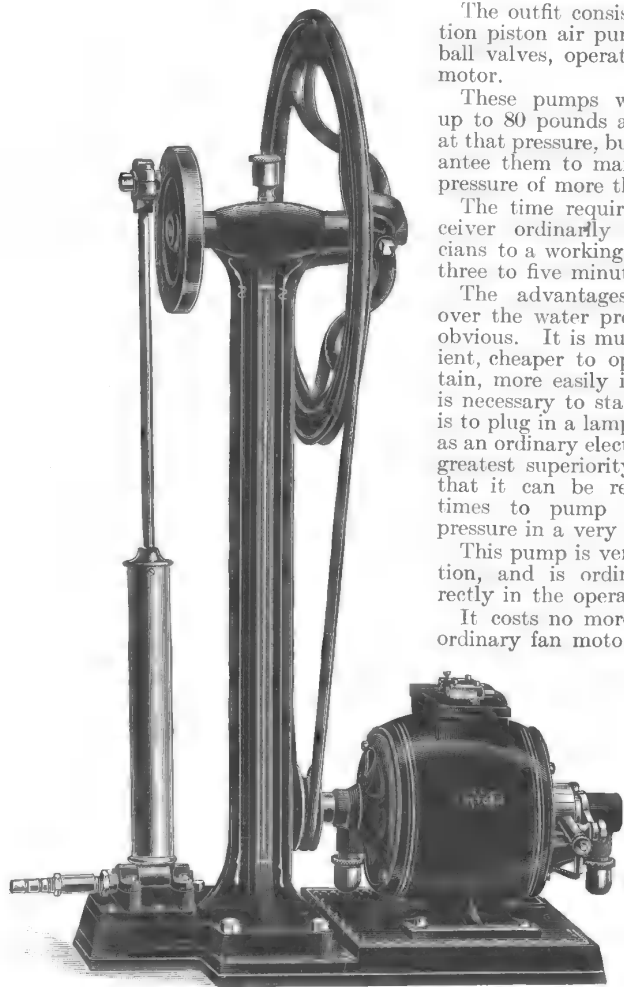 The outfit consis
tion piston air pur
ball valves, operat
motor.
These pumps w
up to 80 pounds a
at that pressure, bu
antee them to mai
pressure of more th
The time requir
ceiver ordinarily
cians to a working
three to five minut
The advantages
over the water pre
obvious. It is mu
ient, cheaper to op
tain, more easily i
is necessary to sta
is to plug in a lamp
as an ordinary elect
greatest superiority
that it can be re
times to pump
pressure in a very
This pump is ver
tion, and is ordin
rectly in the opera
It costs no mor
ordinary fan moto